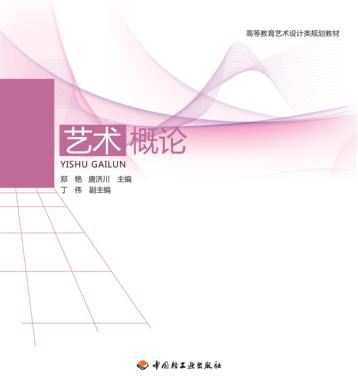 高等教育艺术设计类规划教材
艺术概论
YISHU GAILUN
郑 艳 唐济川 主编
丁 伟 副主编
中国轻工业出版社